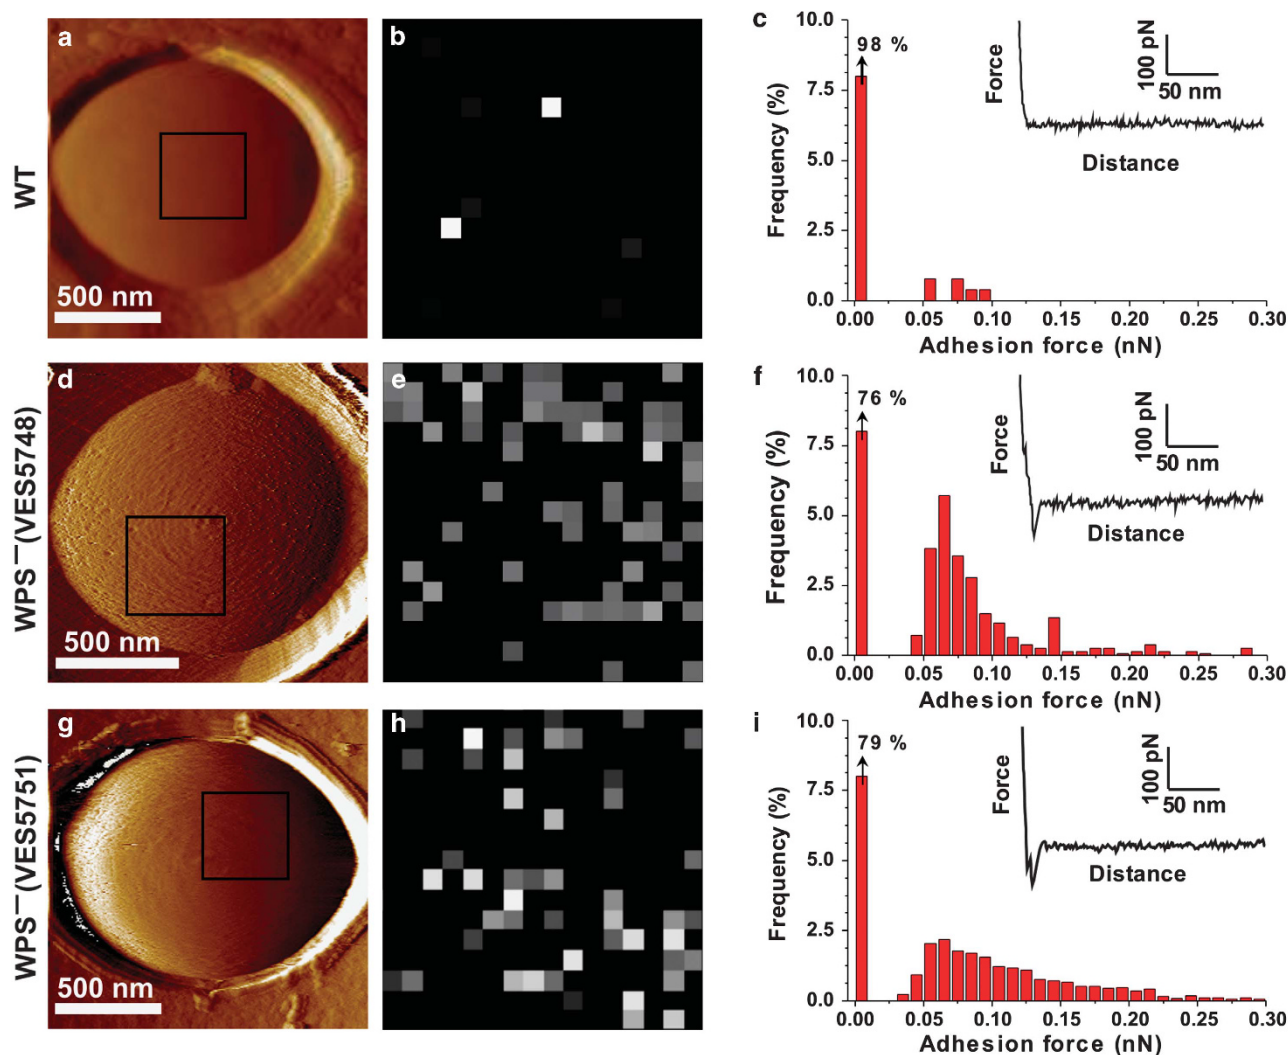 WT
a
500 nm
b
c
10.0
7.5
5.0
2.5
0.0
Frequency (%)
98 %
Force
Distance
100 pN
50 nm
0.00 0.05 0.10 0.15 0.20 0.25 0.30
Adhesion force (nN)
WPS⁻(VES5748)
d
500 nm
e
f
10.0
7.5
5.0
2.5
0.0
Frequency (%)
76 %
Force
Distance
100 pN
50 nm
0.00 0.05 0.10 0.15 0.20 0.25 0.30
Adhesion force (nN)
WPS⁻(VES5751)
g
500 nm
h
i
10.0
7.5
5.0
2.5
0.0
Frequency (%)
79 %
Force
Distance
100 pN
50 nm
0.00 0.05 0.10 0.15 0.20 0.25 0.30
Adhesion force (nN)